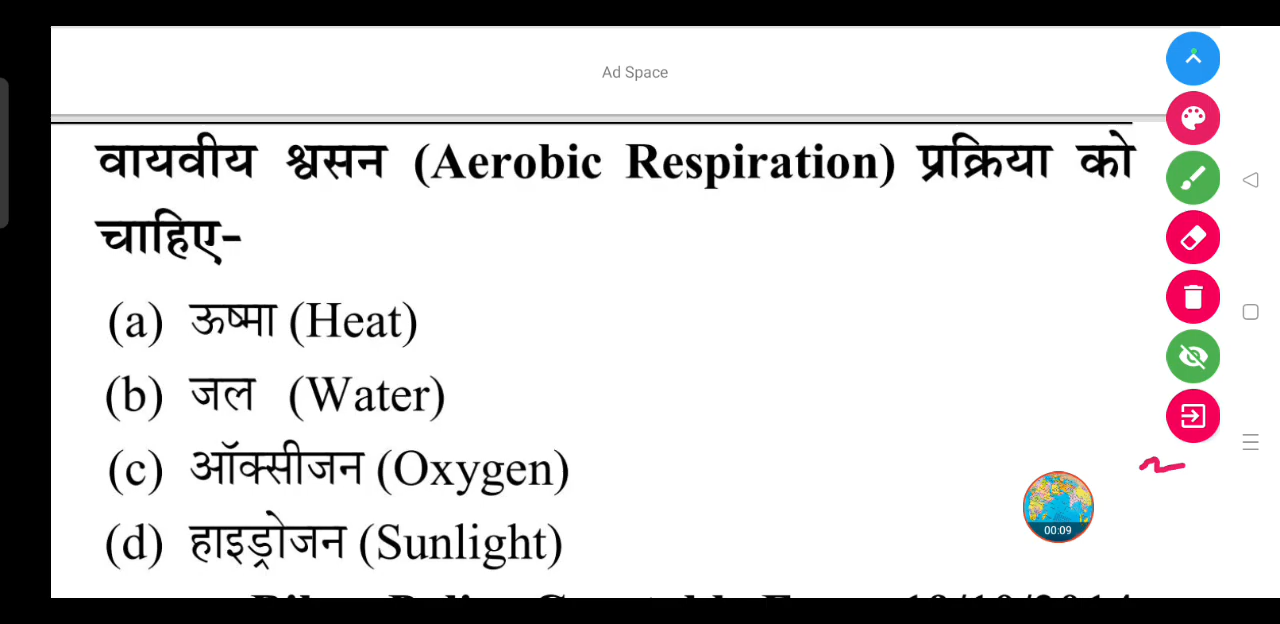 Ad Space
वायवीय श्वसन (Aerobic Respiration) प्रक्रिया को
चाहिए-
(a) ऊष्मा (Heat)
(b) जल (Water)
(c) ऑक्सीजन (Oxygen)
(d) हाइड्रोजन (Sunlight)
00:09